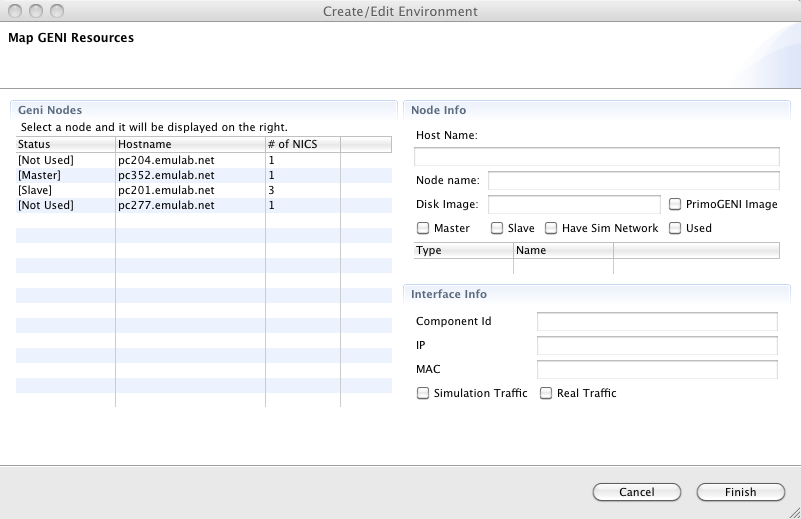 Create/Edit Environment
Map GENI Resources
Geni Nodes
Select a node and it will be displayed on the right.
Status Hostname # of NICS
[Not Used] pc204.emulab.net 1
[Master] pc352.emulab.net 1
[Slave] pc201.emulab.net 3
[Not Used] pc277.emulab.net 1
Node Info
Host Name:
Node name:
Disk Image: PrimoGENI Image
Master Slave Have Sim Network Used
Type Name
Interface Info
Component Id
IP
MAC
Simulation Traffic Real Traffic
Cancel Finish